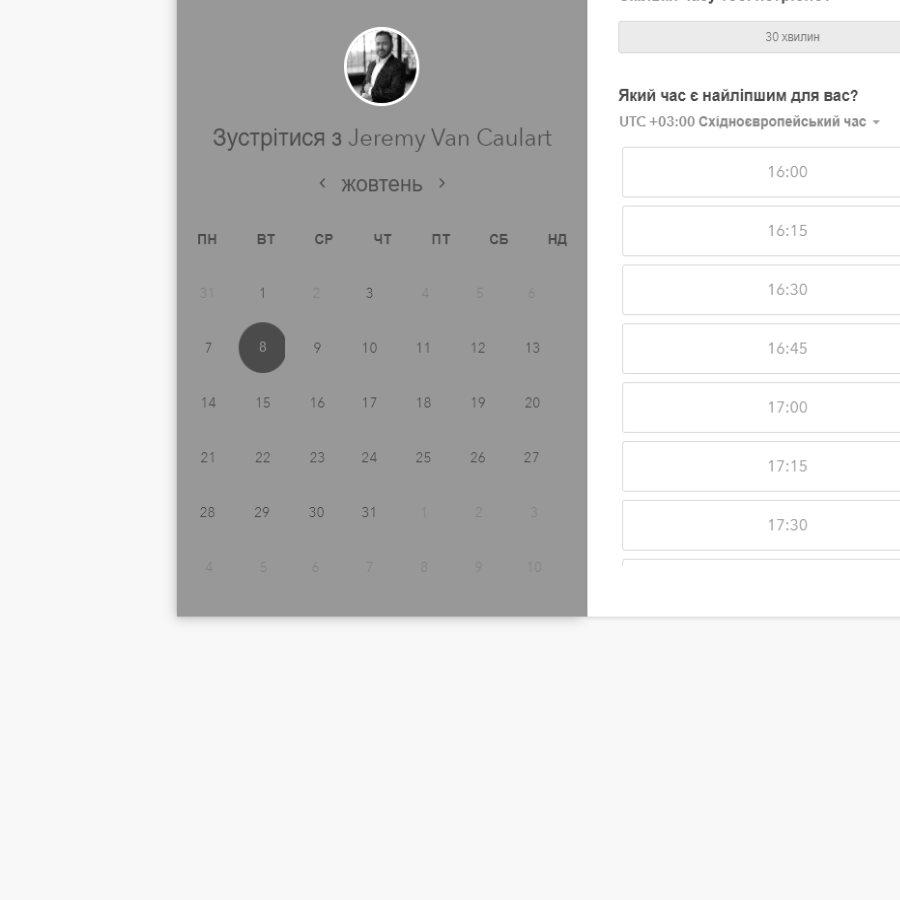 Зустрітися з Jeremy Van Caulart
жовтень
ПН ВТ СР ЧТ ПТ СБ НД
31 1 2 3 4 5 6
7 8 9 10 11 12 13
14 15 16 17 18 19 20
21 22 23 24 25 26 27
28 29 30 31 1 2 3
4 5 6 7 8 9 10
30 хвилин
Який час є найліпшим для вас?
UTC +03:00 Східноєвропейський час
16:00
16:15
16:30
16:45
17:00
17:15
17:30